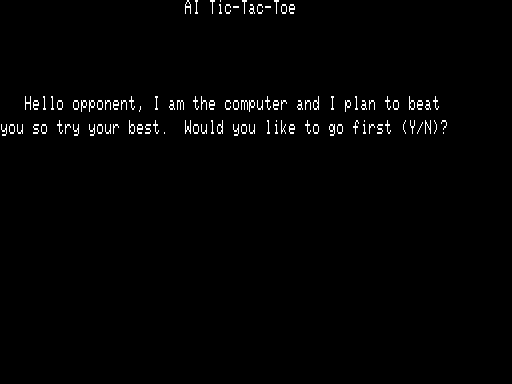 AI Tic-Tac-Toe
Hello opponent, I am the computer and I plan to beat
you so try your best.  Would you like to go first (Y/N)?